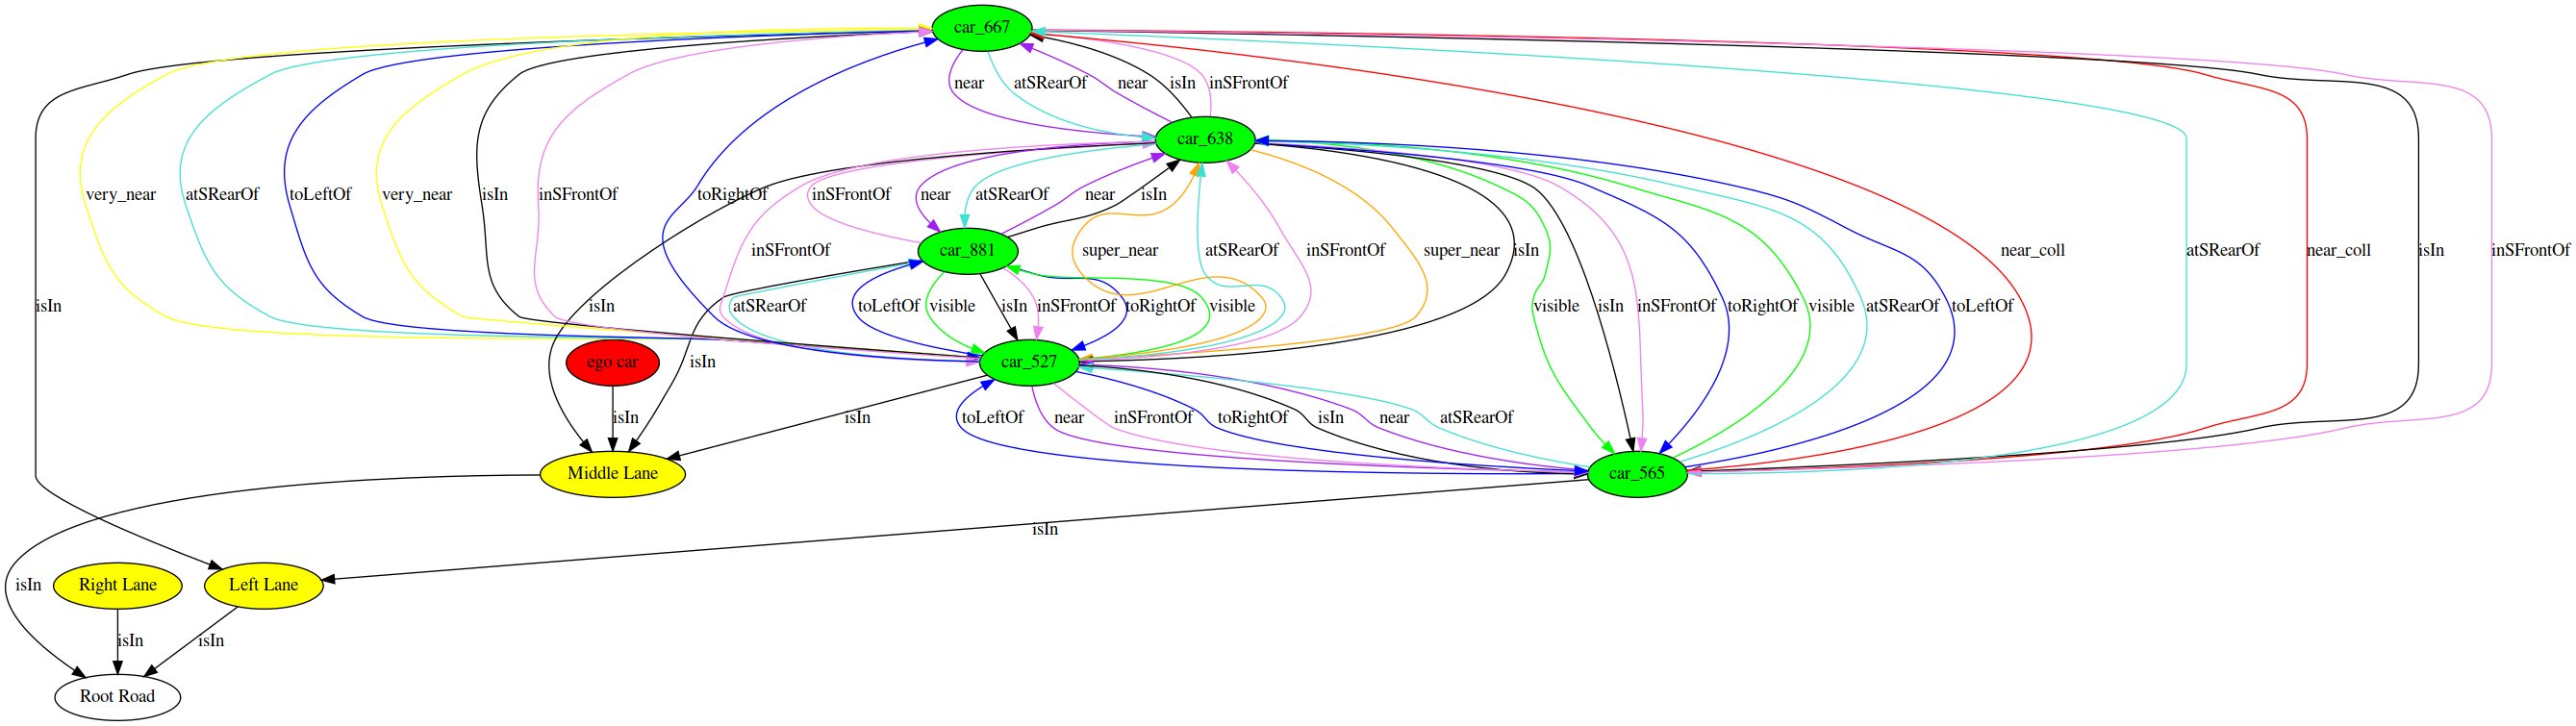 car_667
near
atSRearOf
near
isIn
inSFrontOf
car_638
very_near
atSRearOf
toLeftOf
very_near
isIn
inSFrontOf
toRightOf
inSFrontOf
near
atSRearOf
near
isIn
inSFrontOf
car_881
super_near
atSRearOf
inSFrontOf
super_near
isIn
near_coll
atSRearOf
near_coll
isIn
inSFrontOf
isIn
isIn
atSRearOf
toLeftOf
visible
isIn
inSFrontOf
toRightOf
visible
visible
isIn
inSFrontOf
toRightOf
visible
atSRearOf
toLeftOf
ego car
isIn
car_527
isIn
isIn
toLeftOf
near
inSFrontOf
toRightOf
isIn
near
atSRearOf
Middle Lane
car_565
isIn
isIn
Right Lane
Left Lane
isIn
isIn
Root Road